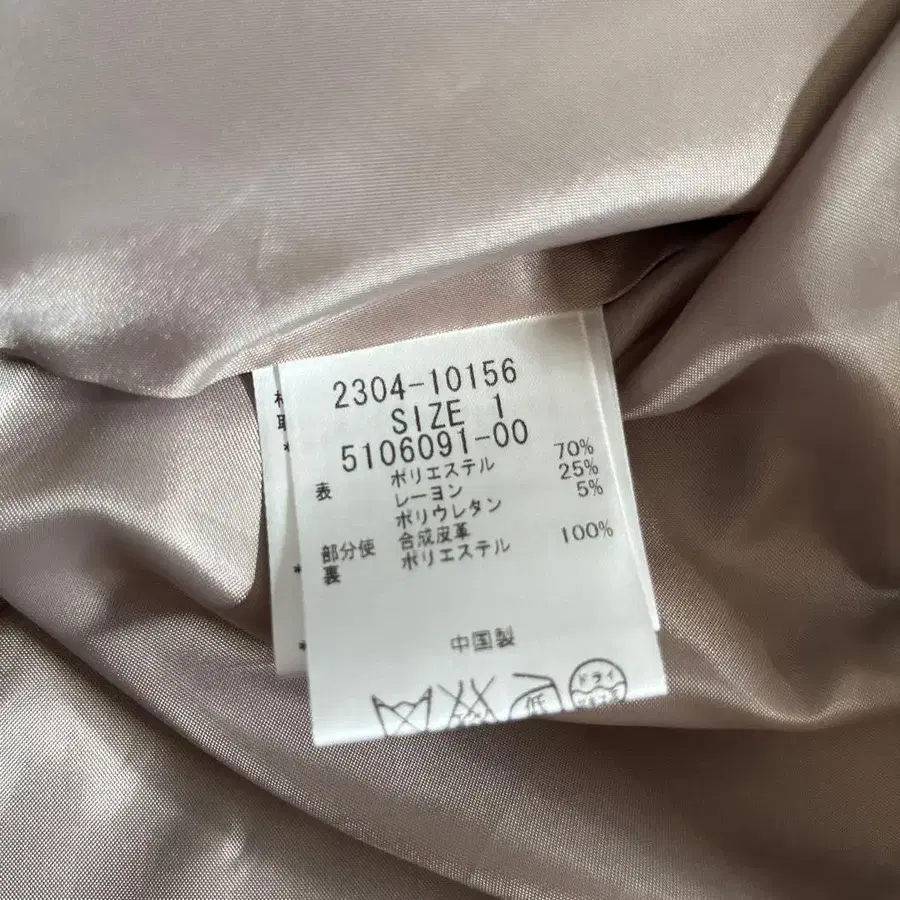 2304-10156
SIZE 1
5106091-00
表 ポリエステル 70%
レーヨン 25%
ポリウレタン 5%
部分使 合成皮革
裏 ポリエステル 100%
中国製
低
ドライ